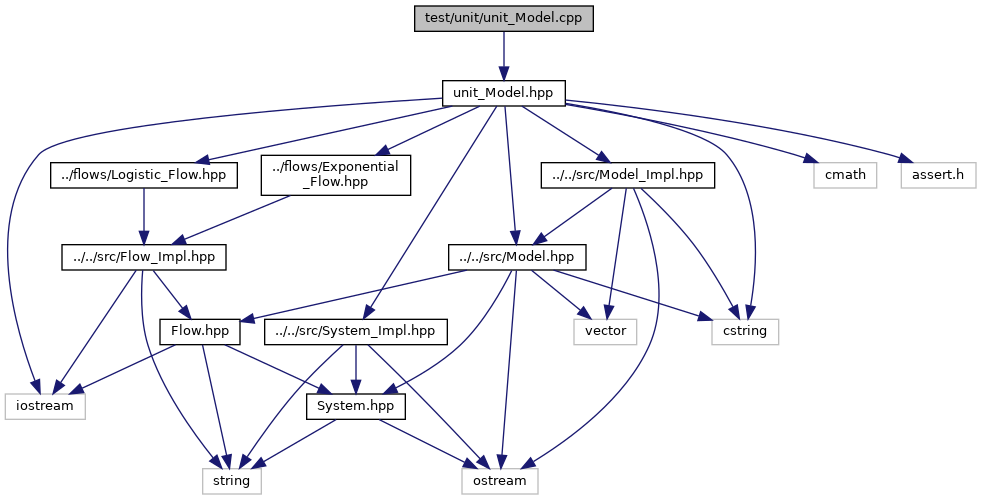 test/unit/unit_Model.cpp
unit_Model.hpp
../flows/Logistic_Flow.hpp
../flows/Exponential
_Flow.hpp
../../src/Model_Impl.hpp
cmath
assert.h
../../src/Flow_Impl.hpp
../../src/Model.hpp
Flow.hpp
../../src/System_Impl.hpp
vector
cstring
iostream
System.hpp
string
ostream